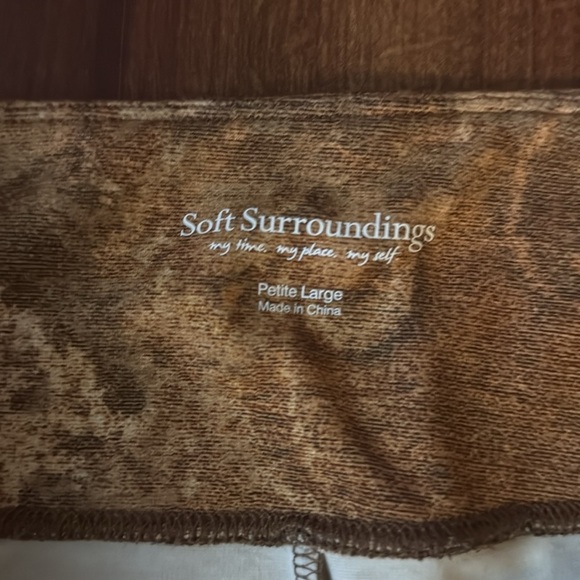 Soft Surroundings
my time. my place. my self
Petite Large
Made in China